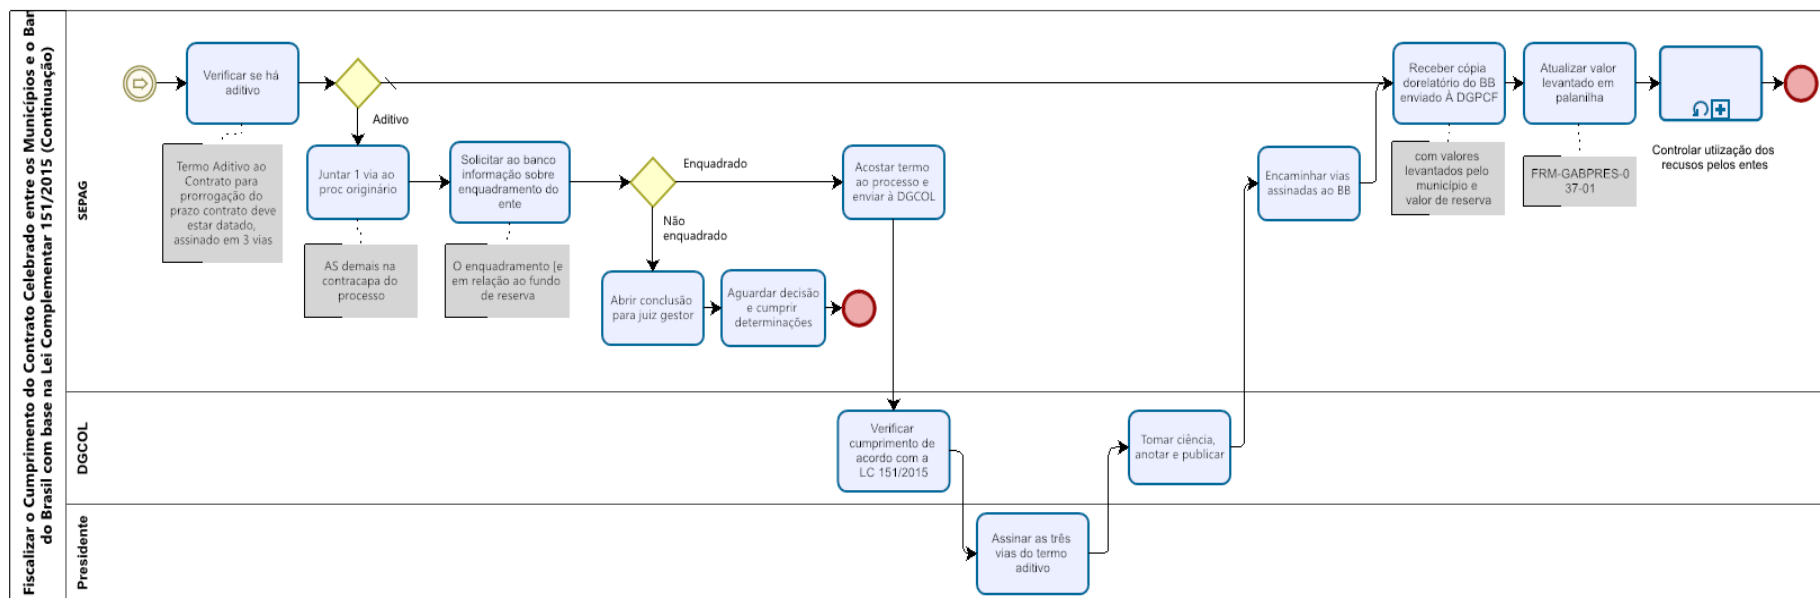 Fiscalizar o Cumprimento do Contrato Celebrado entre os Municípios e o Ban
do Brasil com base na Lei Complementar 151/2015 (Continuação)
SEPAG
Verificar se há
aditivo
Termo Aditivo ao
Contrato para
prorrogação do
prazo contrato deve
estar datado,
assinado em 3 vias
Aditivo
Juntar 1 via ao
proc originário
AS demais na
contracapa do
processo
Solicitar ao banco
informação sobre
enquadramento do
ente
O enquadramento [e
em relação ao fundo
de reserva
Enquadrado
Não
enquadrado
Abrir conclusão
para juiz gestor
Aguardar decisão
e cumprir
determinações
Acostar termo
ao processo e
enviar à DGCOL
Encaminhar vias
assinadas ao BB
Receber cópia
dorelatório do BB
enviado À DGPCF
com valores
levantados pelo
município e
valor de reserva
Atualizar valor
levantado em
palanilha
FRM-GABPRES-0
37-01
Controlar utiização dos
recusos pelos entes
DGCOL
Verificar
cumprimento de
acordo com a
LC 151/2015
Tomar ciência,
anotar e publicar
Presidente
Assinar as três
vias do termo
aditivo